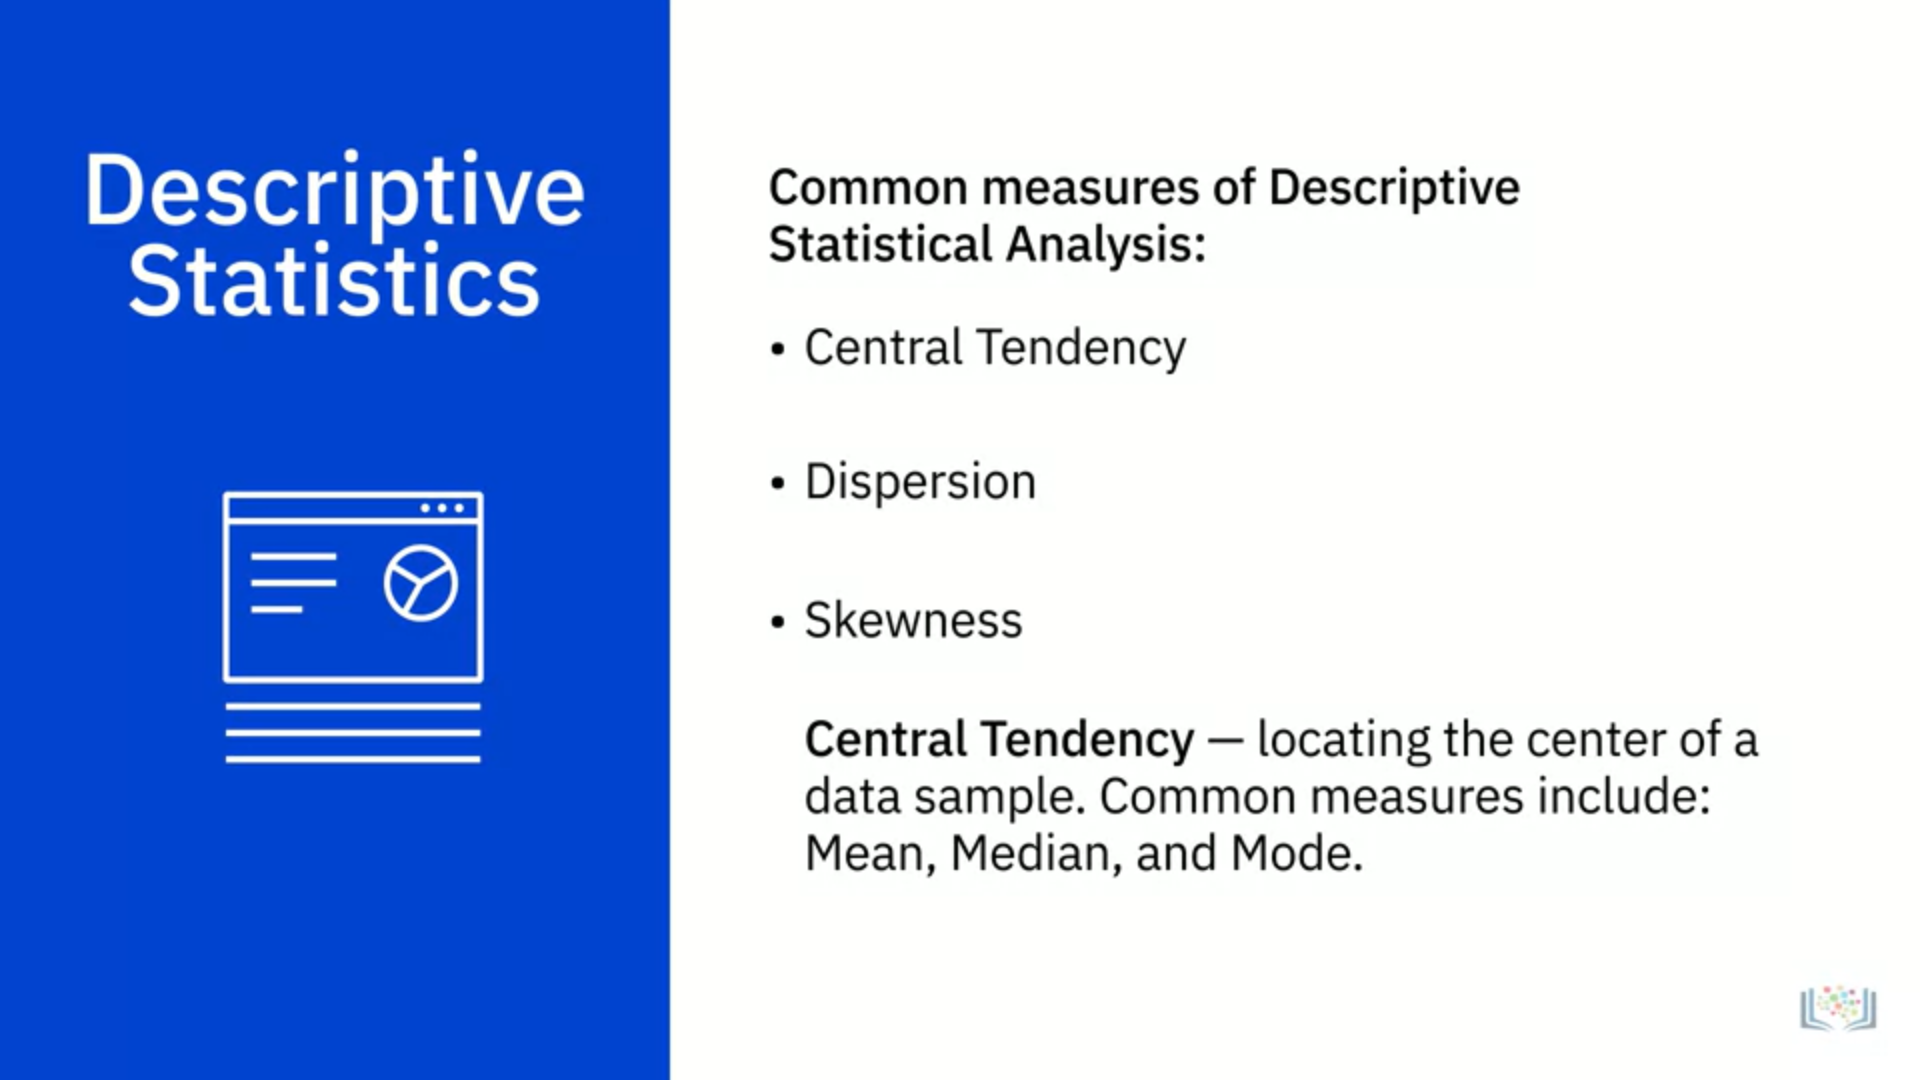 Descriptive
Statistics
Common measures of Descriptive
Statistical Analysis:
• Central Tendency
• Dispersion
• Skewness
Central Tendency — locating the center of a
data sample. Common measures include:
Mean, Median, and Mode.